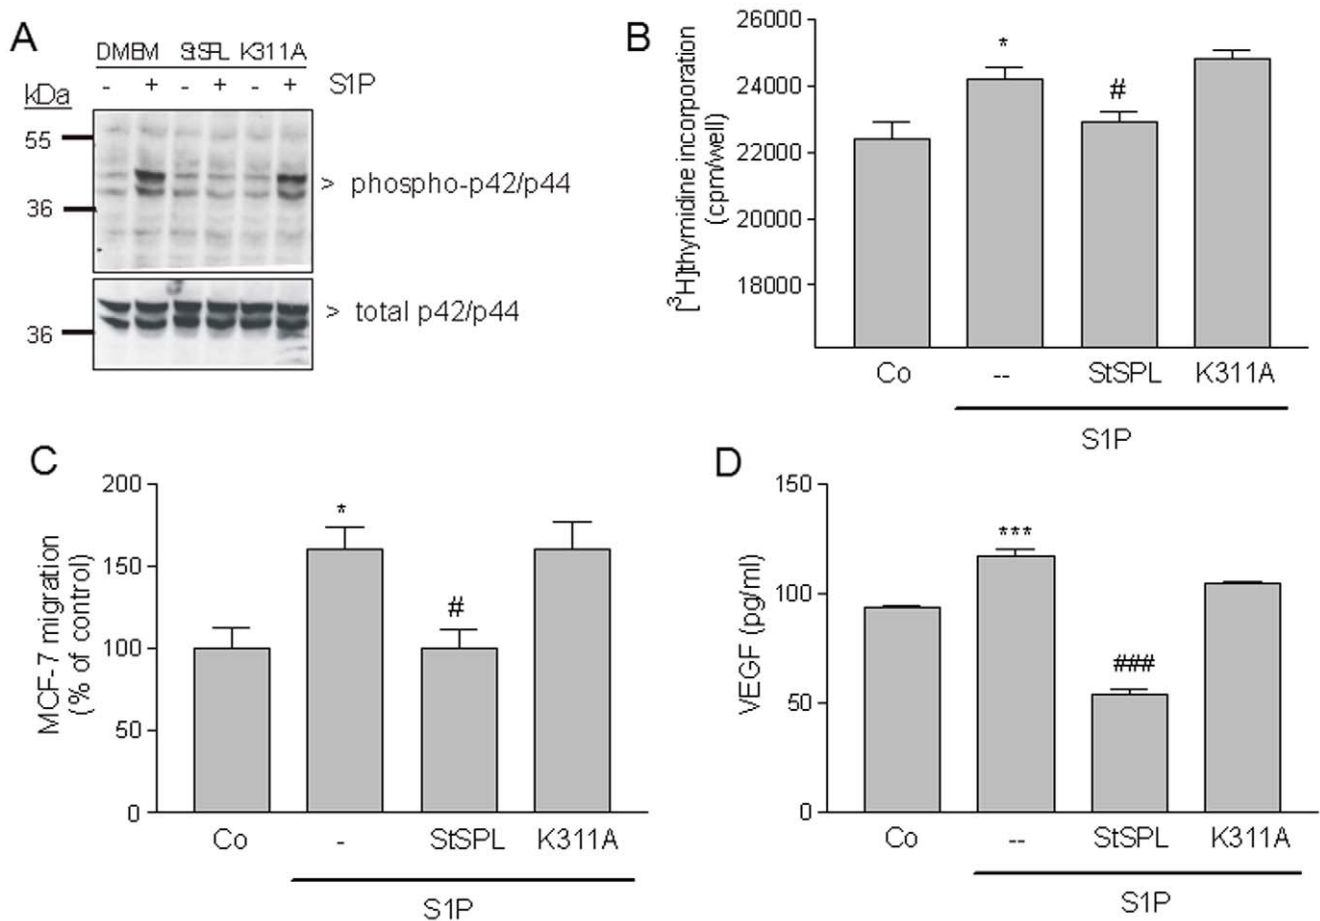 A
DMEM StSPL K311A
- + - + - + S1P
kDa
55
> phospho-p42/p44
36
> total p42/p44
36
B
[³H]thymidine incorporation
(cpm/well)
26000
24000
22000
20000
18000
*
#
Co -- StSPL K311A
S1P
C
MCF-7 migration
(% of control)
200
150
100
50
0
*
#
Co - StSPL K311A
S1P
D
VEGF (pg/ml)
150
100
50
0
***
###
Co -- StSPL K311A
S1P